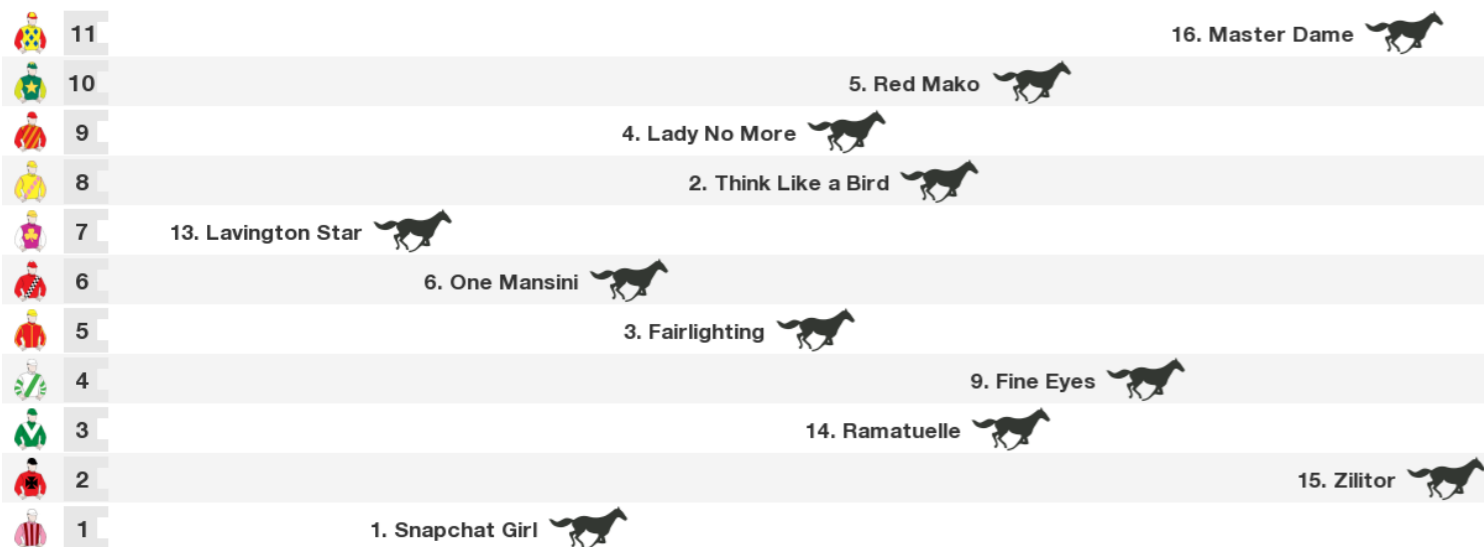 11 16. Master Dame
10 5. Red Mako
9 4. Lady No More
8 2. Think Like a Bird
7 13. Lavington Star
6 6. One Mansini
5 3. Fairlighting
4 9. Fine Eyes
3 14. Ramatuelle
2 15. Zilitor
1 1. Snapchat Girl